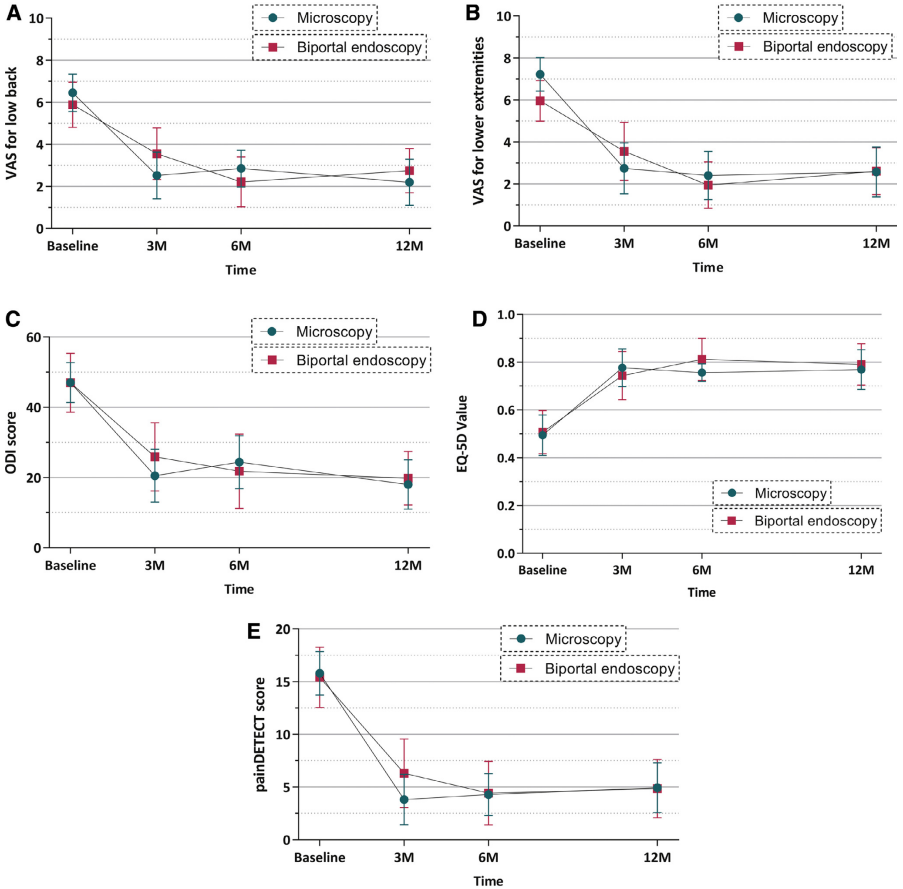 A
Microscopy
Biportal endoscopy
VAS for low back
10
8
6
4
2
0
Baseline 3M 6M 12M
Time
B
Microscopy
Biportal endoscopy
VAS for lower extremities
10
8
6
4
2
0
Baseline 3M 6M 12M
Time
C
Microscopy
Biportal endoscopy
ODI score
60
40
20
0
Baseline 3M 6M 12M
Time
D
EQ-5D Value
1.0
0.8
0.6
0.4
0.2
0.0
Microscopy
Biportal endoscopy
Baseline 3M 6M 12M
Time
E
Microscopy
Biportal endoscopy
painDETECT score
20
15
10
5
0
Baseline 3M 6M 12M
Time